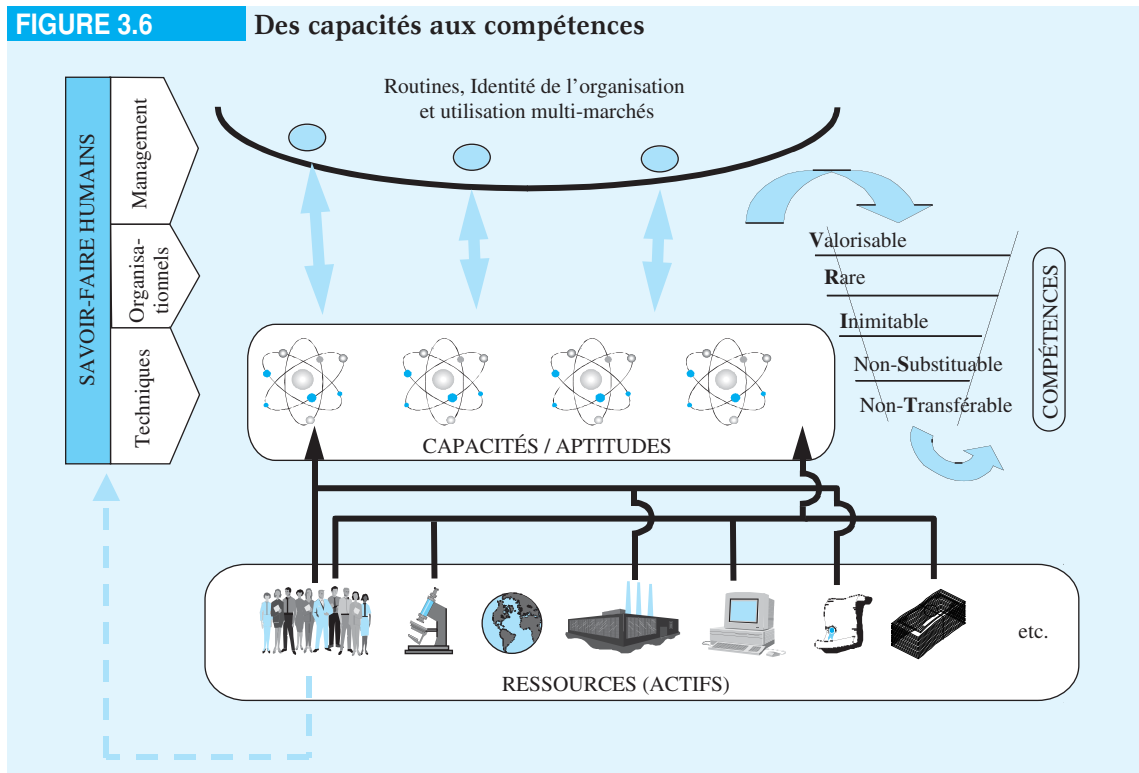 FIGURE 3.6
Des capacités aux compétences
Routines, Identité de l'organisation
et utilisation multi-marchés
SAVOIR-FAIRE HUMAINS
Management
Organisa-
tionnels
Techniques
Valorisable
Rare
Inimitable
Non-Substituable
Non-Transférable
COMPÉTENCES
CAPACITÉS / APTITUDES
etc.
RESSOURCES (ACTIFS)